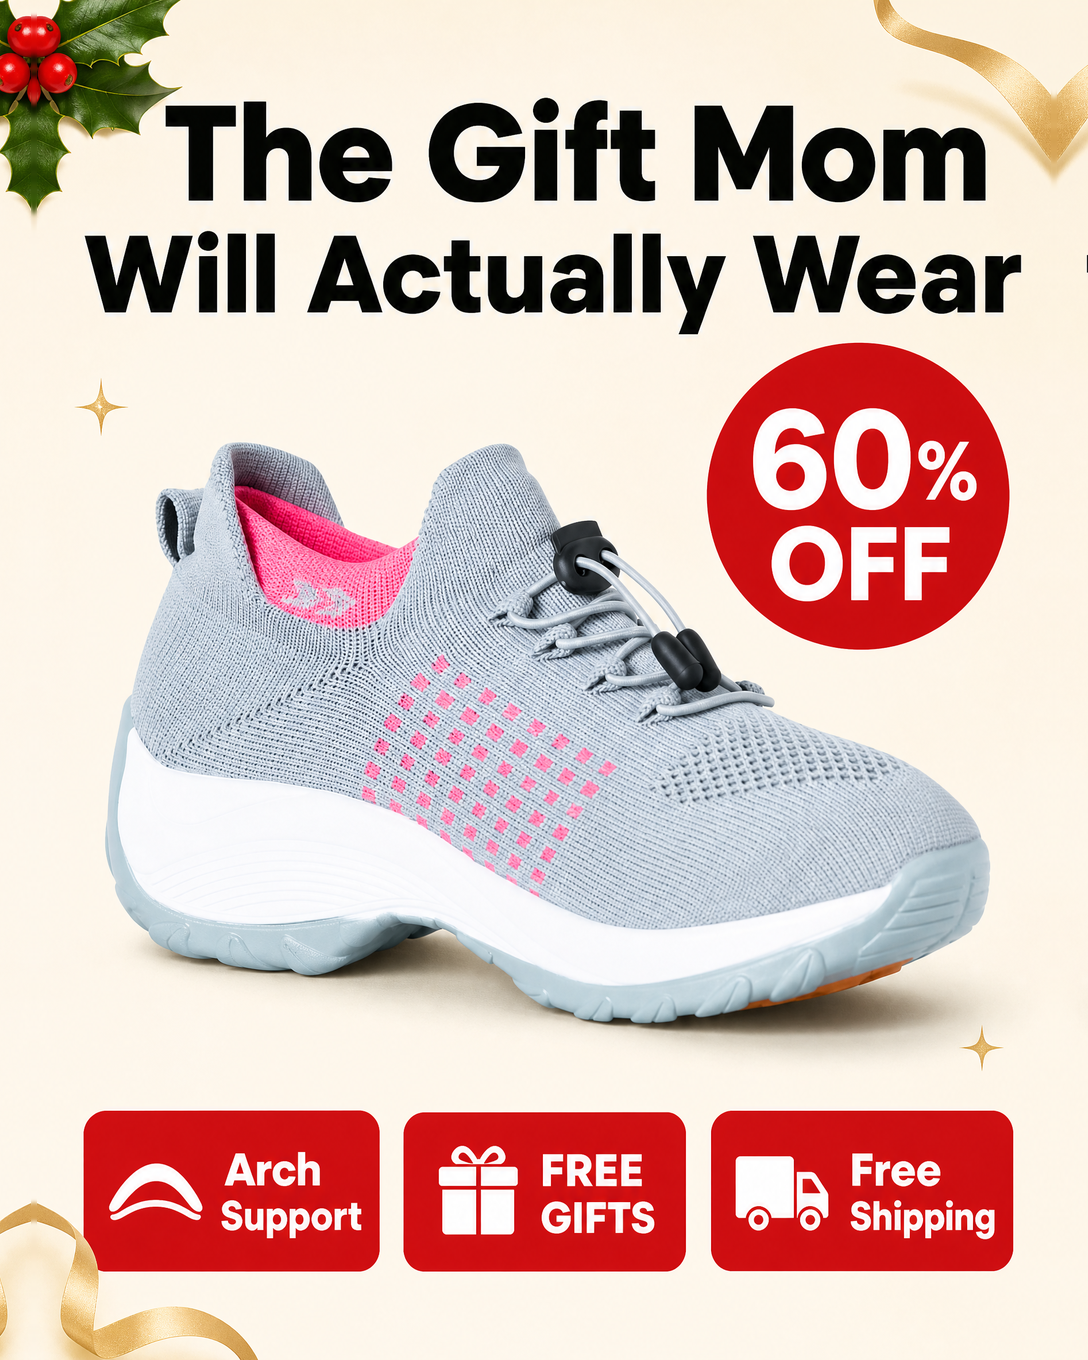 The Gift Mom
Will Actually Wear
60%
OFF
Arch
Support
FREE
GIFTS
Free
Shipping